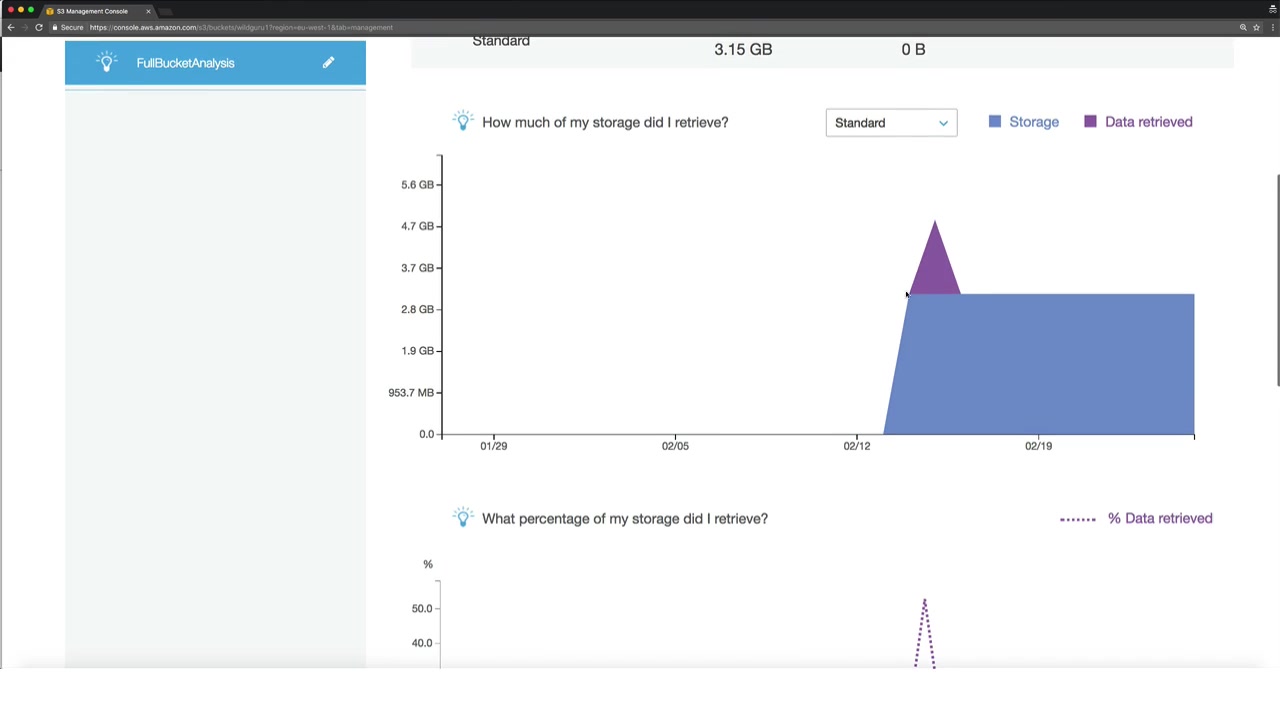 S3 Management Console
Secure https://console.aws.amazon.com/s3/buckets/wildguru1?region=eu-west-1&tab=management
FullBucketAnalysis
Standard 3.15 GB 0 B
How much of my storage did I retrieve? Standard Storage Data retrieved
5.6 GB
4.7 GB
3.7 GB
2.8 GB
1.9 GB
953.7 MB
0.0
01/29 02/05 02/12 02/19
What percentage of my storage did I retrieve? % Data retrieved
%
50.0
40.0